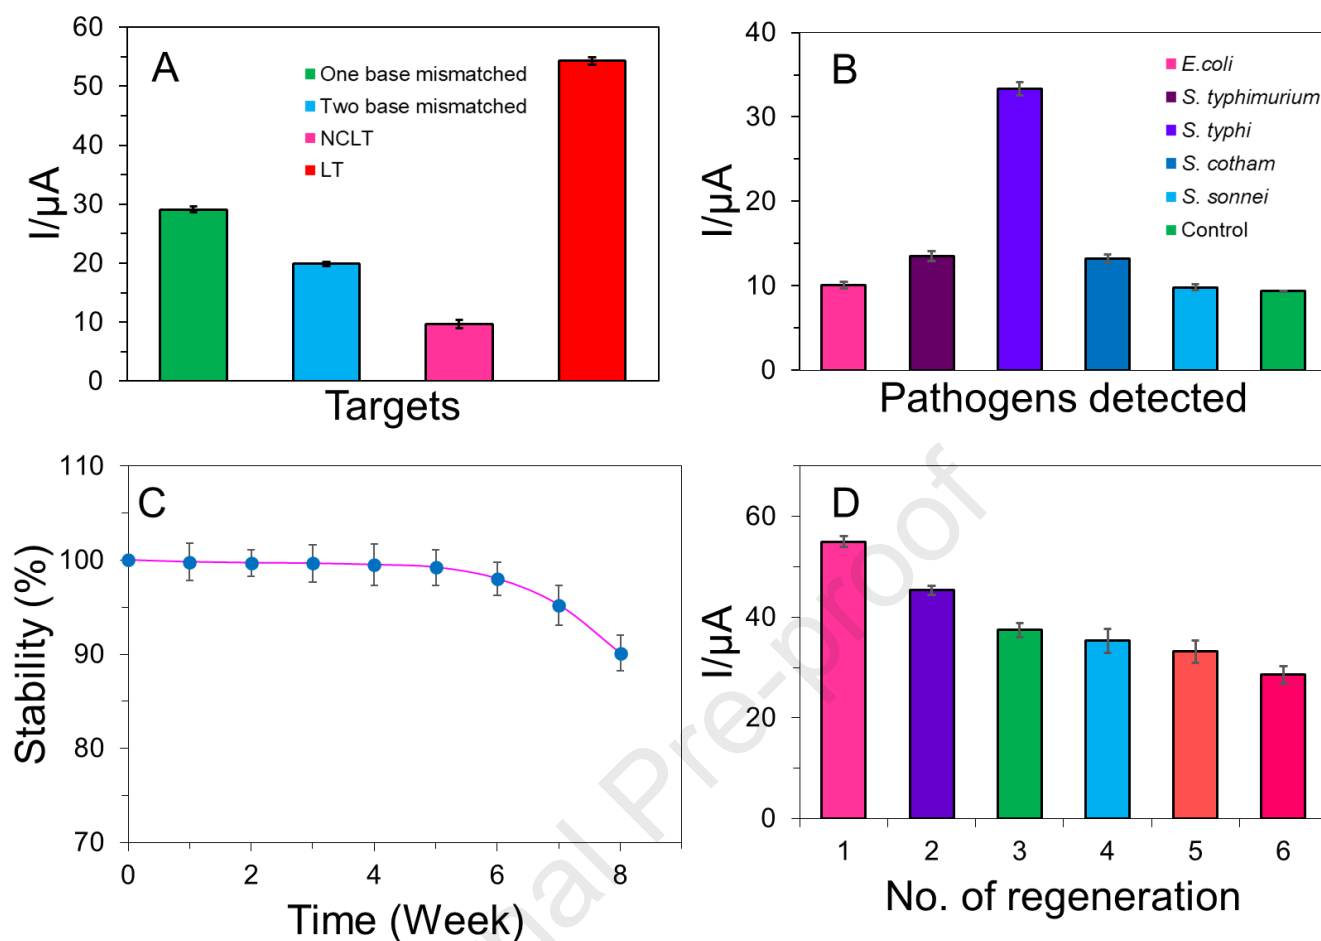 A
60
50
40
30
20
10
0
I/µA
One base mismatched
Two base mismatched
NCLT
LT
Targets
B
40
30
20
10
0
I/µA
E.coli
S. typhimurium
S. typhi
S. cotham
S. sonnei
Control
Pathogens detected
C
110
100
90
80
70
Stability (%)
0 2 4 6 8
Time (Week)
D
60
40
20
0
I/µA
1 2 3 4 5 6
No. of regeneration
nal Pre-proof